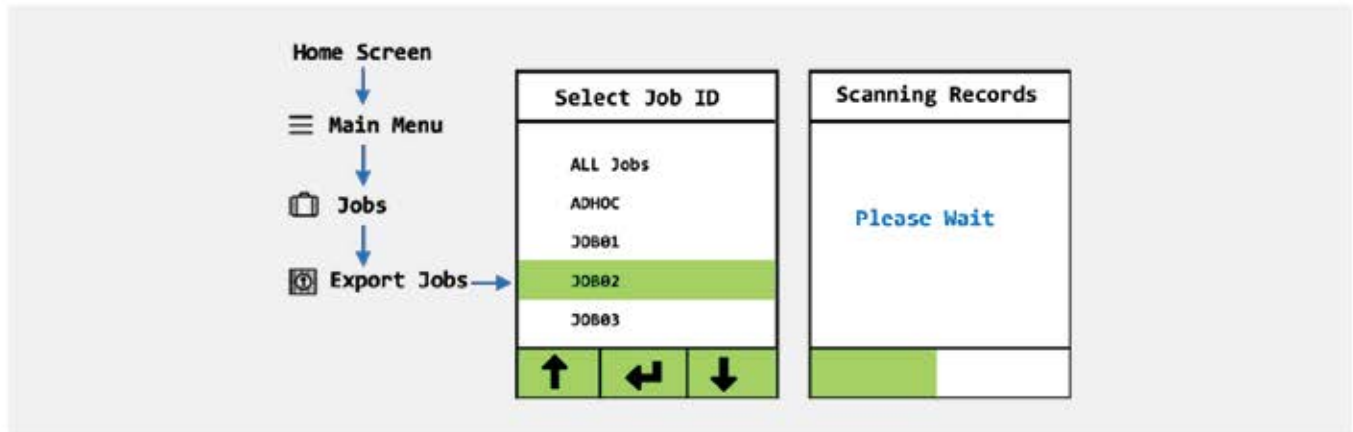 Home Screen
Main Menu
Jobs
Export Jobs
Select Job ID
ALL Jobs
ADHOC
JOB01
JOB02
JOB03
Scanning Records
Please Wait